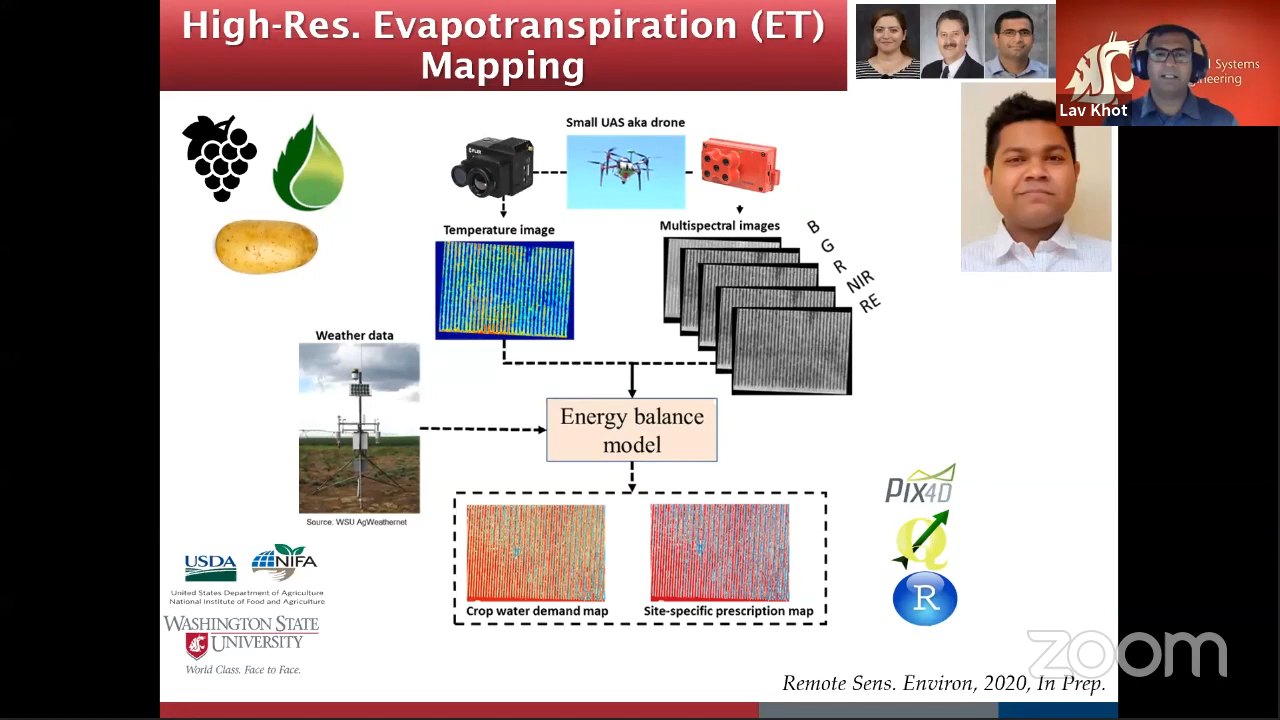 High-Res. Evapotranspiration (ET)
Mapping
l Systems
gineering
Lav Khot
Small UAS aka drone
FLIR
Temperature image
Multispectral images
B
G
R
NIR
RE
Weather data
Energy balance
model
Source: WSU AgWeathernet
Crop water demand map
Site-specific prescription map
PIX4D
Q
R
USDA
NIFA
United States Department of Agriculture
National Institute of Food and Agriculture
WASHINGTON STATE
UNIVERSITY
World Class. Face to Face.
zoom
Remote Sens. Environ, 2020, In Prep.